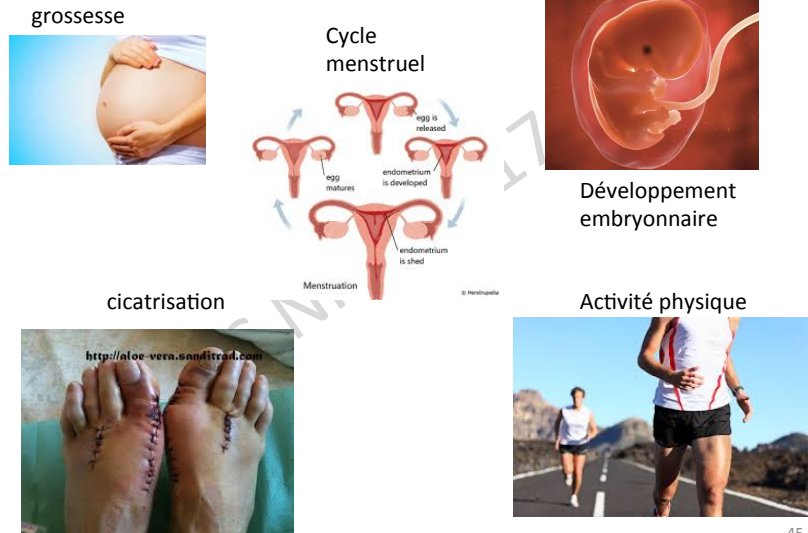 grossesse
Cycle
menstruel
egg is
released
egg
matures
endometrium
is developed
endometrium
is shed
Menstruation
© Menstrupedia
Développement
embryonnaire
cicatrisation
Activité physique
http://aloe-vera.sanditrad.com
45